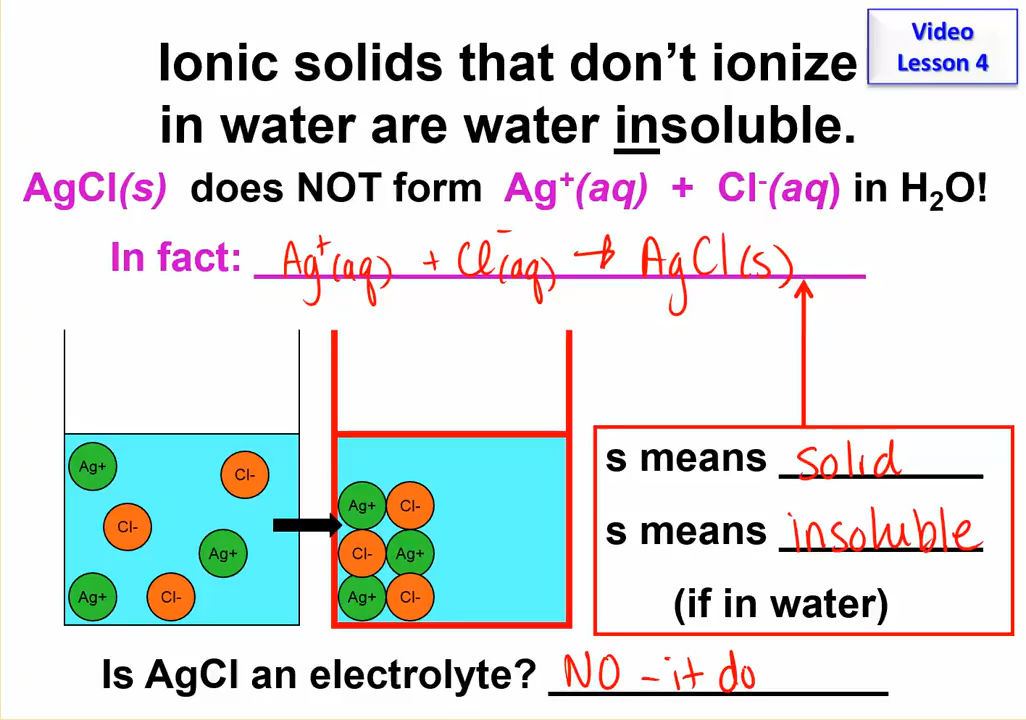 Video
Lesson 4
Ionic solids that don't ionize
in water are water insoluble.
AgCl(s) does NOT form Ag⁺(aq) + Cl⁻(aq) in H₂O!
In fact: Ag⁺(aq) + Cl⁻(aq) → AgCl(s)
Ag+ Cl-
Cl-
Ag+
Ag+ Cl-
Ag+ Cl-
Cl- Ag+
Ag+ Cl-
s means solid
s means insoluble
(if in water)
Is AgCl an electrolyte? NO - it do